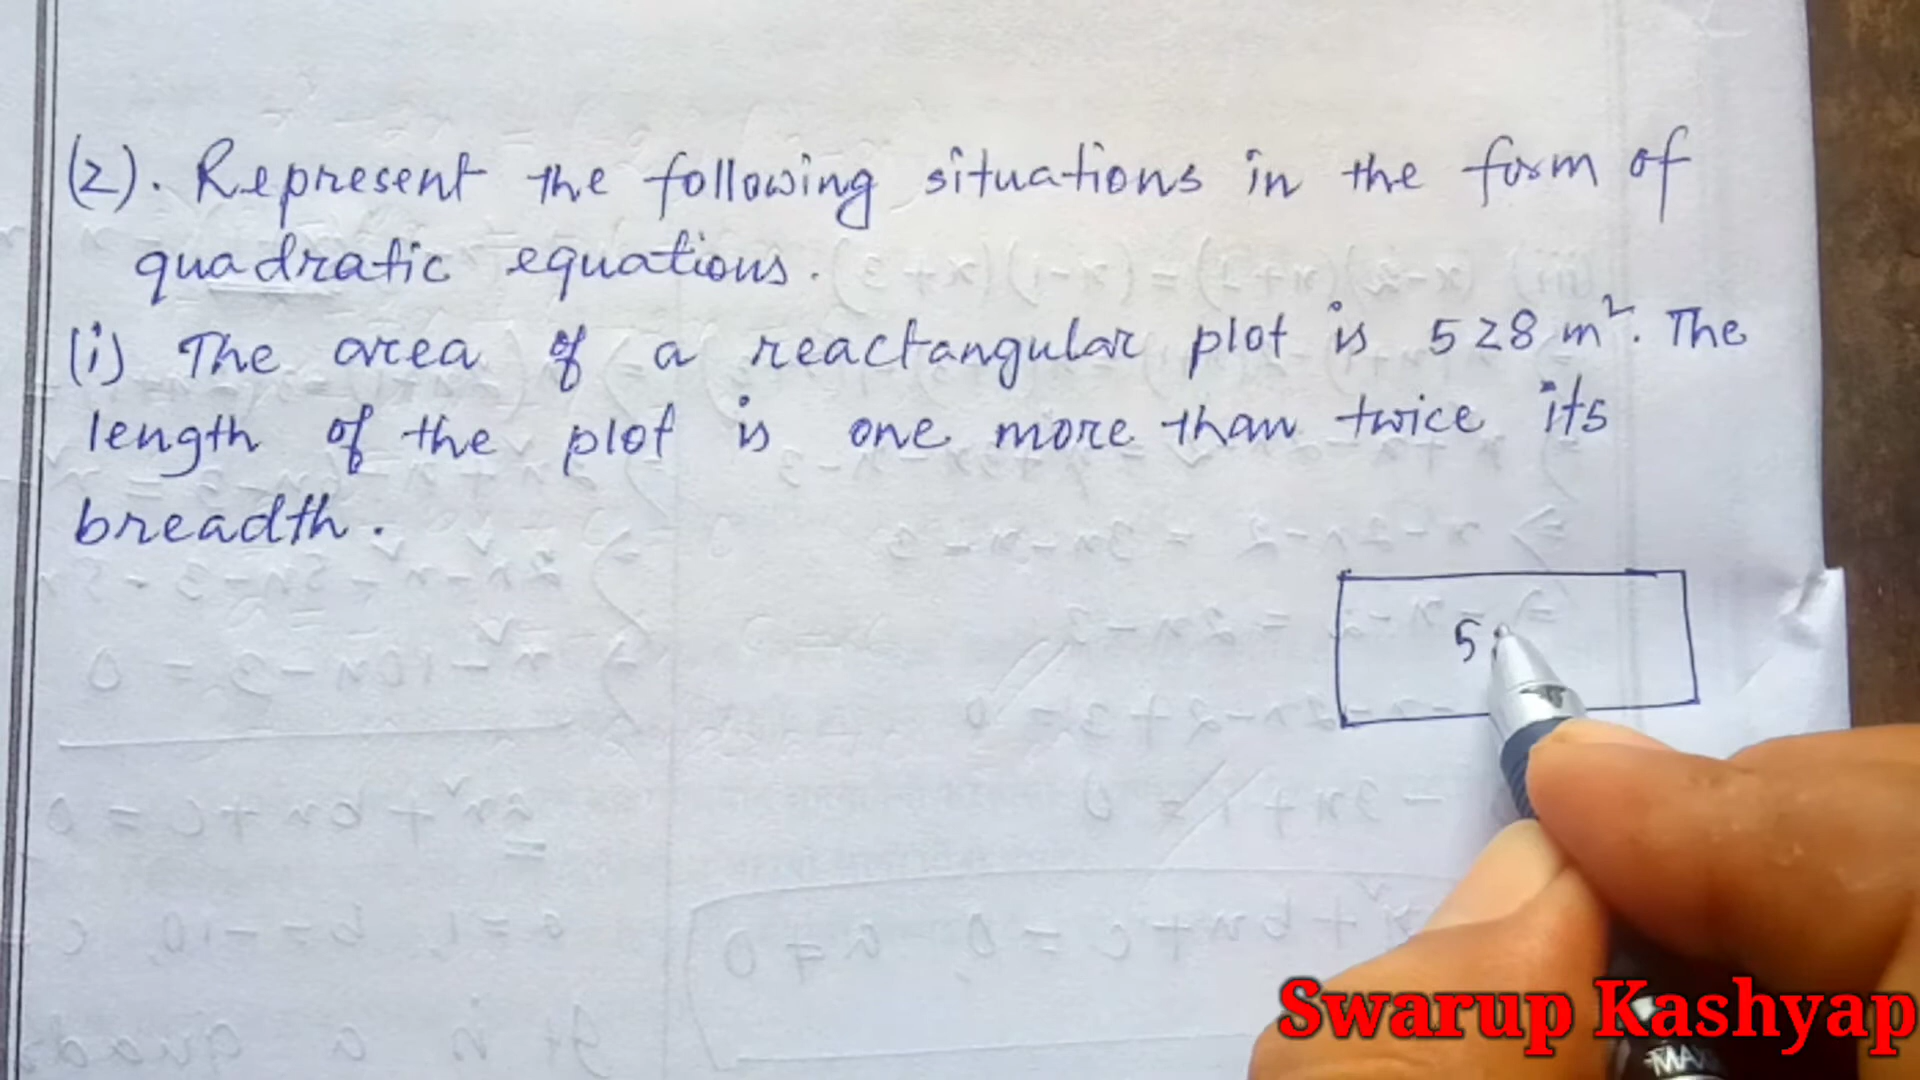 (2). Represent the following situations in the form of
quadratic equations.
(i) The area of a reactangular plot is 528 m². The
length of the plot is one more than twice its
breadth.
5
Swarup Kashyap